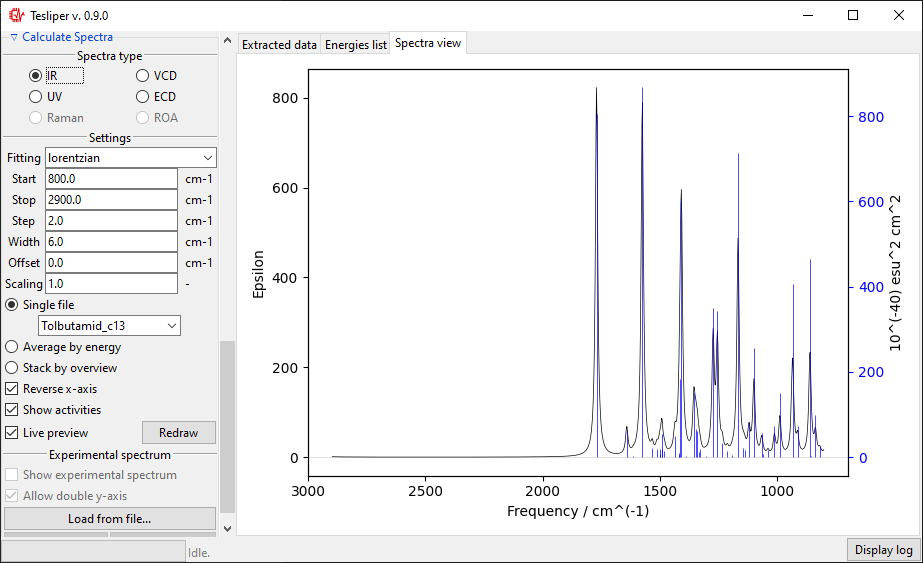 Tesliper v. 0.9.0
▽ Calculate Spectra
Spectra type
IR VCD
UV ECD
Raman ROA
Settings
Fitting lorentzian
Start 800.0 cm-1
Stop 2900.0 cm-1
Step 2.0 cm-1
Width 6.0 cm-1
Offset 0.0 cm-1
Scaling 1.0 -
Single file
Tolbutamid_c13
Average by energy
Stack by overview
Reverse x-axis
Show activities
Live preview Redraw
Experimental spectrum
Show experimental spectrum
Allow double y-axis
Load from file...
Idle.
Extracted data Energies list Spectra view
Epsilon
800
600
400
200
0
3000 2500 2000 1500 1000
Frequency / cm^(-1)
800
600
400
200
0
10^(-40) esu^2 cm^2
Display log